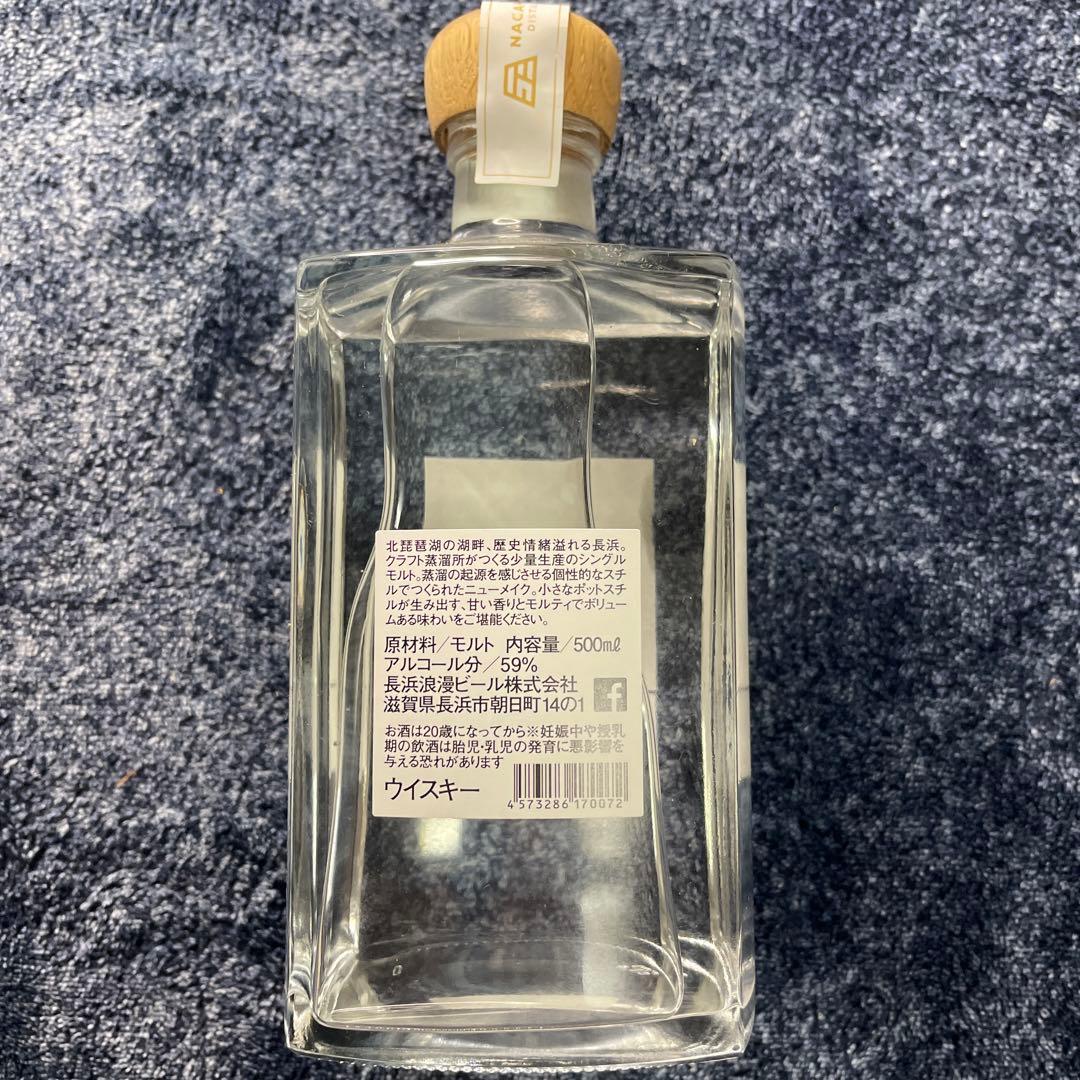 北琵琶湖の湖畔、歴史情緒溢れる長浜。
クラフト蒸溜所がつくる少量生産のシングル
モルト。蒸溜の起源を感じさせる個性的なスチ
ルでつくられたニューメイク。小さなポットスチ
ルが生み出す、甘い香りとモルティでボリュー
ムある味わいをご堪能ください。
原材料／モルト 内容量／500mℓ
アルコール分／59%
長浜浪漫ビール株式会社
滋賀県長浜市朝日町14の1 f
お酒は20歳になってから※妊娠中や授乳
期の飲酒は胎児・乳児の発育に悪影響を
与える恐れがあります
ウイスキー
4 573286 170072